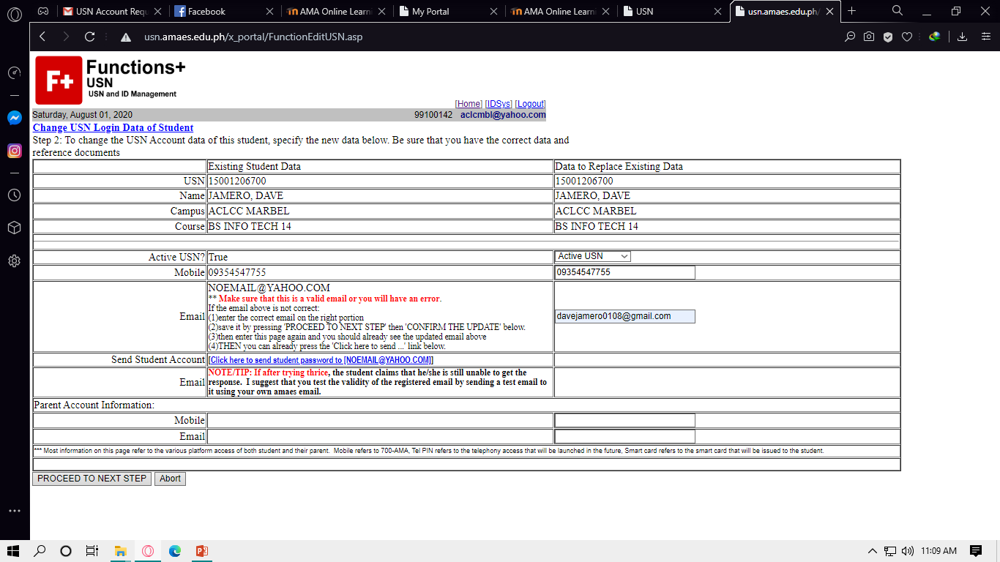 USN Account Requ
Facebook
AMA Online Learni
My Portal
AMA Online Learni
USN
usn.amaes.edu.ph/
usn.amaes.edu.ph/x_portal/FunctionEditUSN.asp
F+
Functions+
USN
USN and ID Management
[Home] [IDSys] [Logout]
Saturday, August 01, 2020 99100142 aclcmbl@yahoo.com
Change USN Login Data of Student
Step 2: To change the USN Account data of this student, specify the new data below. Be sure that you have the correct data and
reference documents
Existing Student Data Data to Replace Existing Data
USN 15001206700 15001206700
Name JAMERO, DAVE JAMERO, DAVE
Campus ACLCC MARBEL ACLCC MARBEL
Course BS INFO TECH 14 BS INFO TECH 14
Active USN? True Active USN
Mobile 09354547755 09354547755
NOEMAIL@YAHOO.COM
** Make sure that this is a valid email or you will have an error.
If the email above is not correct:
Email (1)enter the correct email on the right portion davejamero0108@gmail.com
(2)save it by pressing 'PROCEED TO NEXT STEP' then 'CONFIRM THE UPDATE' below.
(3)then enter this page again and you should already see the updated email above
(4)THEN you can already press the 'Click here to send ...' link below.
Send Student Account [Click here to send student password to [NOEMAIL@YAHOO.COM]]
NOTE/TIP: If after trying thrice, the student claims that he/she is still unable to get the
Email response. I suggest that you test the validity of the registered email by sending a test email to
it using your own amaes email.
Parent Account Information:
Mobile
Email
*** Most information on this page refer to the various platform access of both student and their parent. Mobile refers to 700-AMA, Tel PIN refers to the telephony access that will be launched in the future, Smart card refers to the smart card that will be issued to the student.
PROCEED TO NEXT STEP Abort
11:09 AM